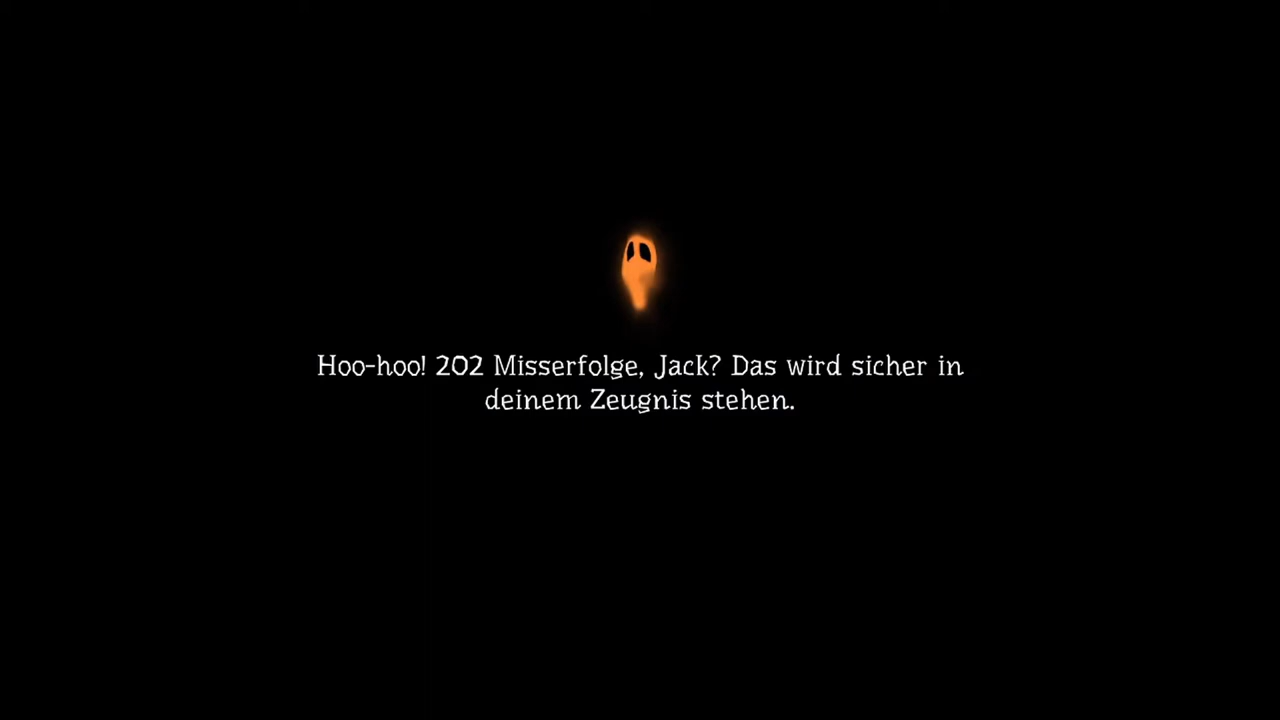 Hoo-hoo! 202 Misserfolge, Jack? Das wird sicher in
deinem Zeugnis stehen.